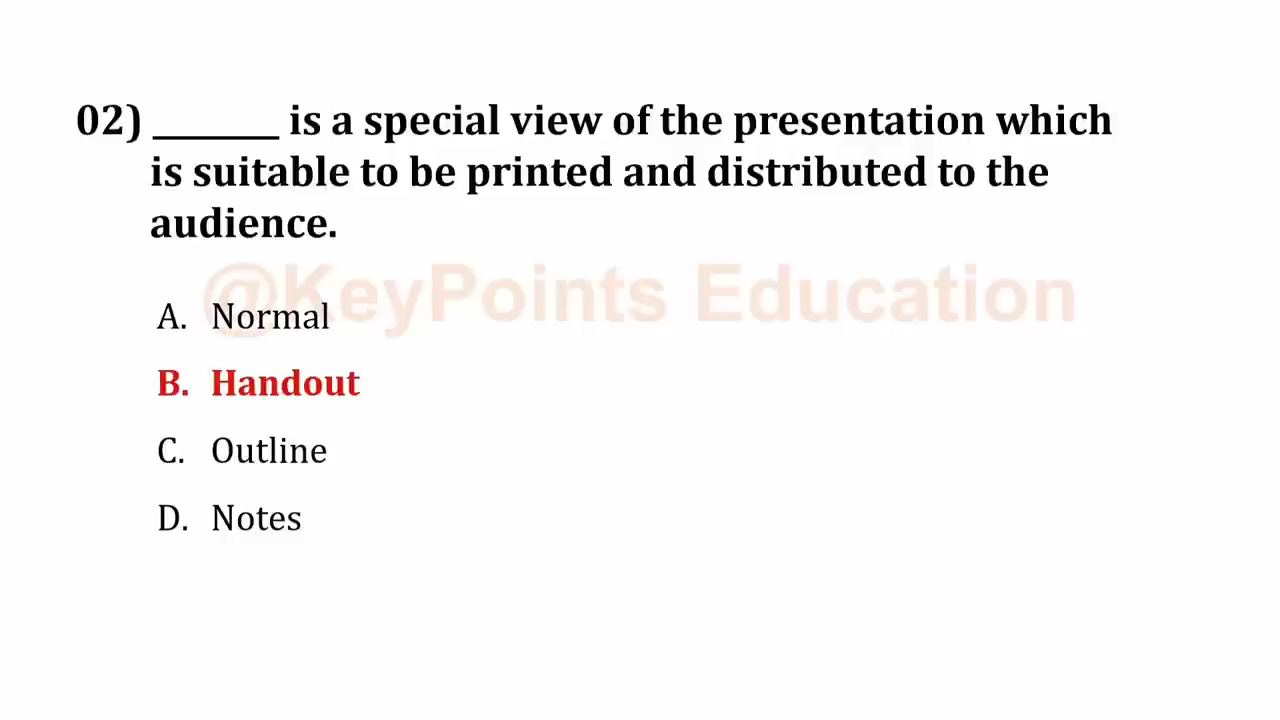 02) _______ is a special view of the presentation which
is suitable to be printed and distributed to the
audience.
@KeyPoints Education
A. Normal
B. Handout
C. Outline
D. Notes